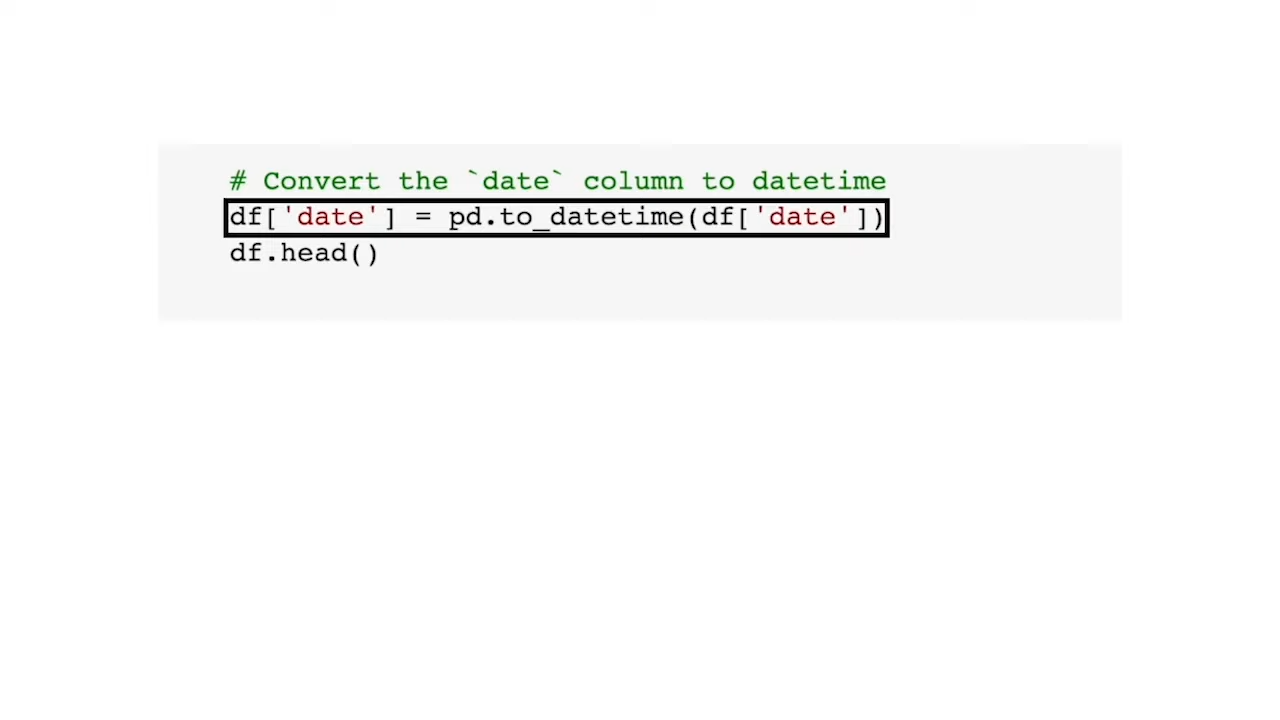 # Convert the `date` column to datetime
df['date'] = pd.to_datetime(df['date'])
df.head()